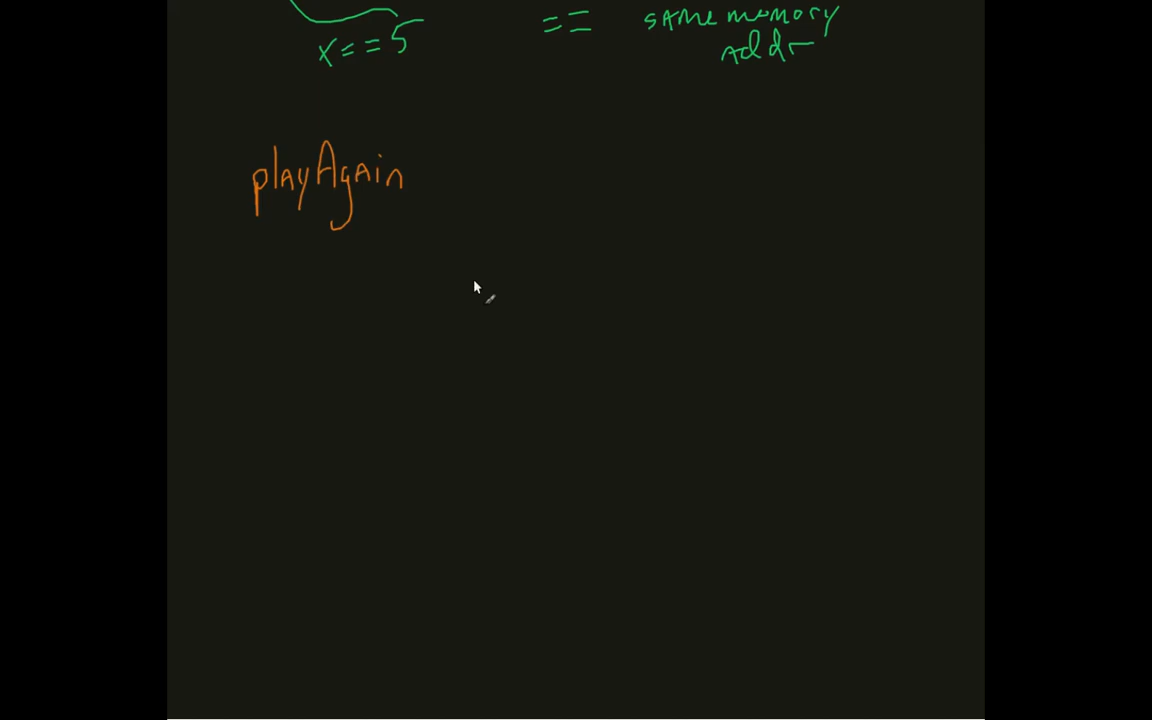 x == 5
== same memory
addr
playAgain